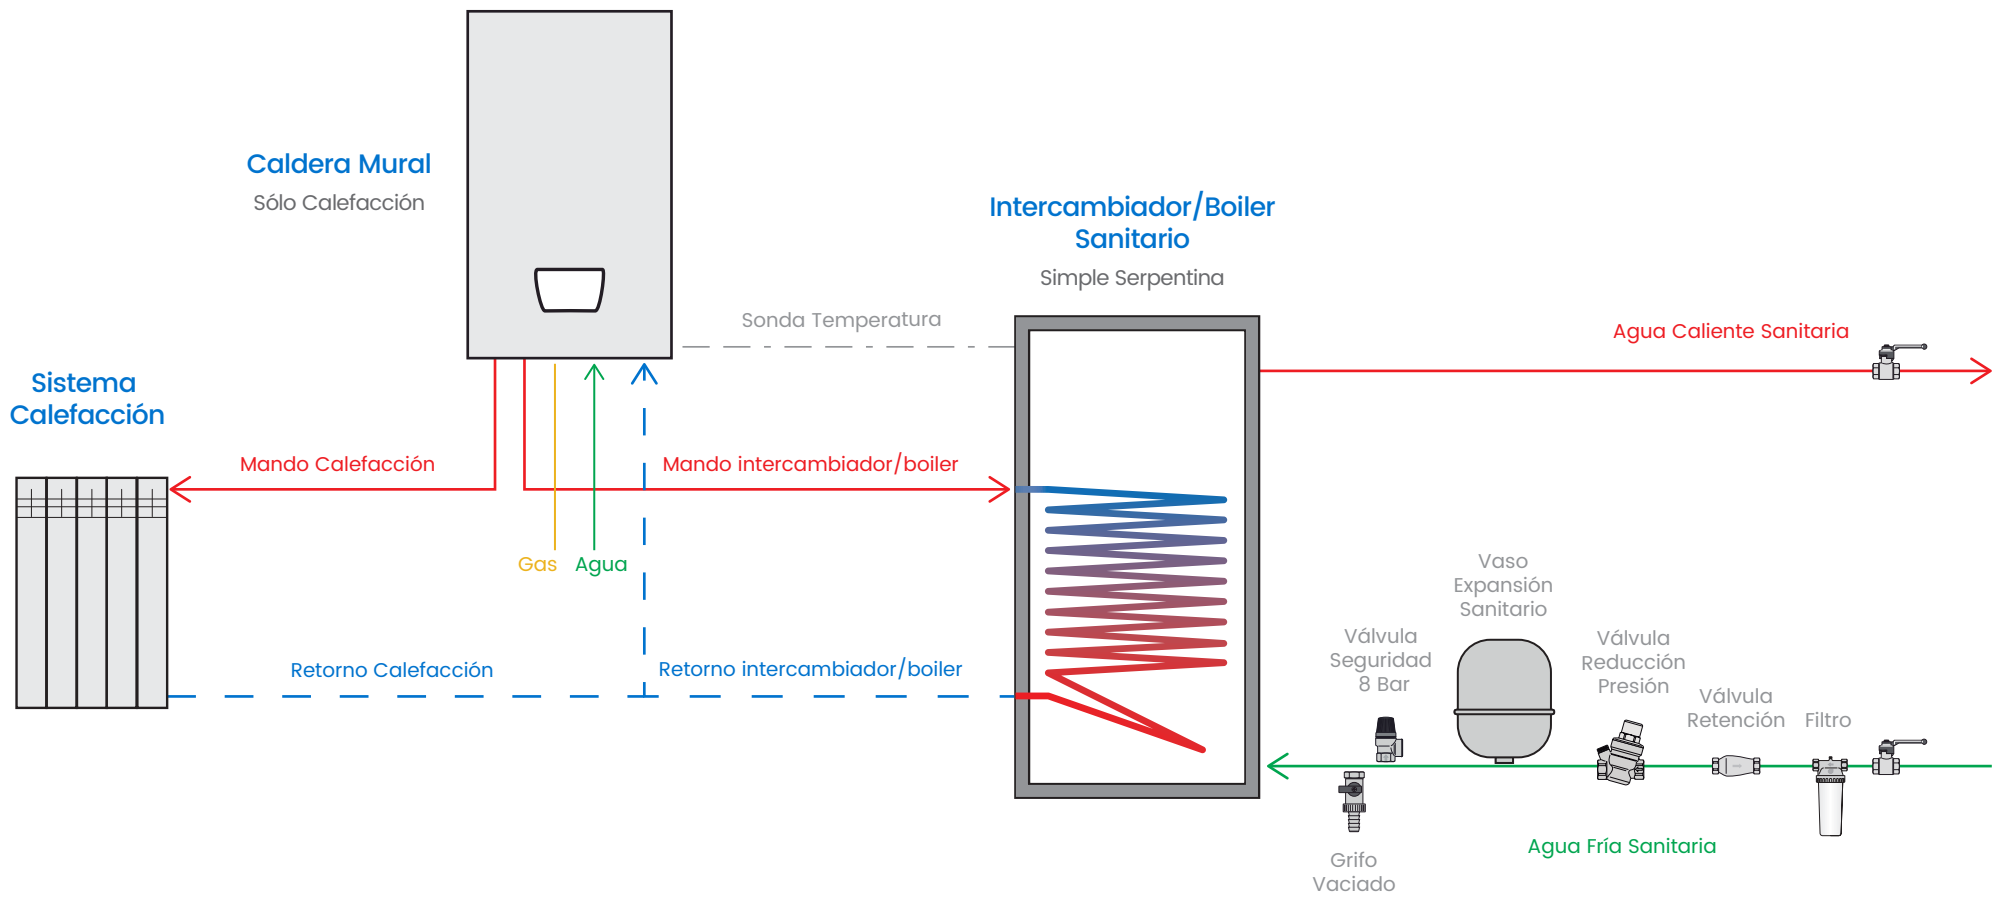 Caldera Mural
Sólo Calefacción
Intercambiador/Boiler
Sanitario
Simple Serpentina
Sonda Temperatura
Agua Caliente Sanitaria
Sistema
Calefacción
Mando Calefacción
Mando intercambiador/boiler
Gas
Agua
Retorno Calefacción
Retorno intercambiador/boiler
Vaso
Expansión
Sanitario
Válvula
Seguridad
8 Bar
Válvula
Reducción
Presión
Válvula
Retención
Filtro
Agua Fría Sanitaria
Grifo
Vaciado